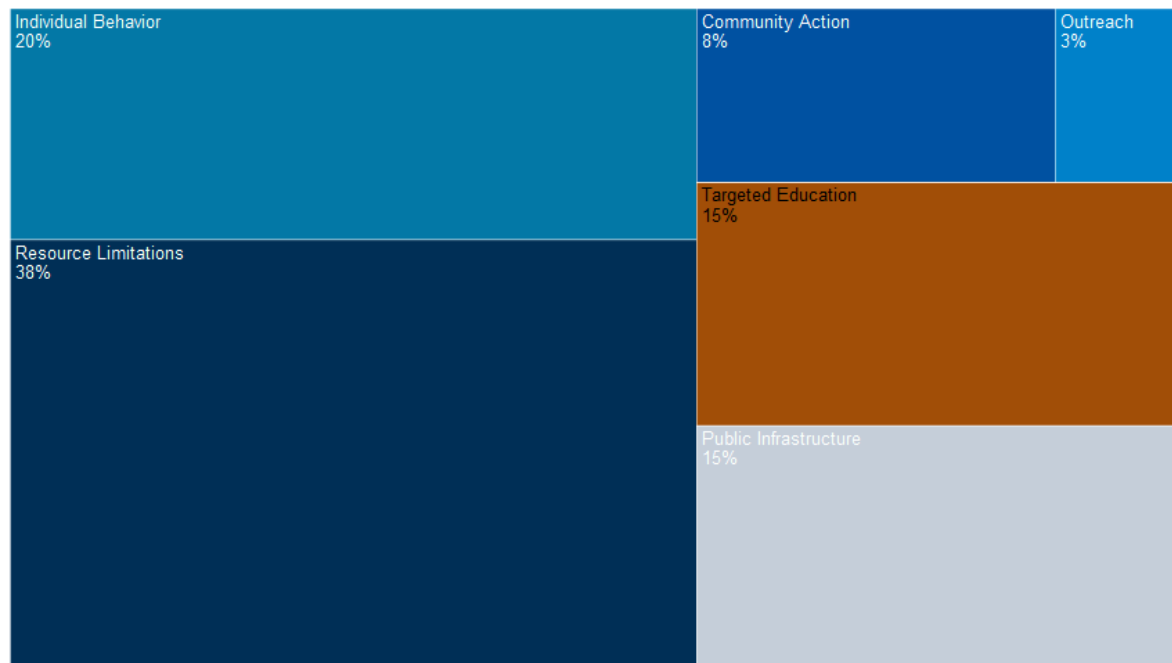 Individual Behavior
20%
Community Action
8%
Outreach
3%
Targeted Education
15%
Resource Limitations
38%
Public Infrastructure
15%